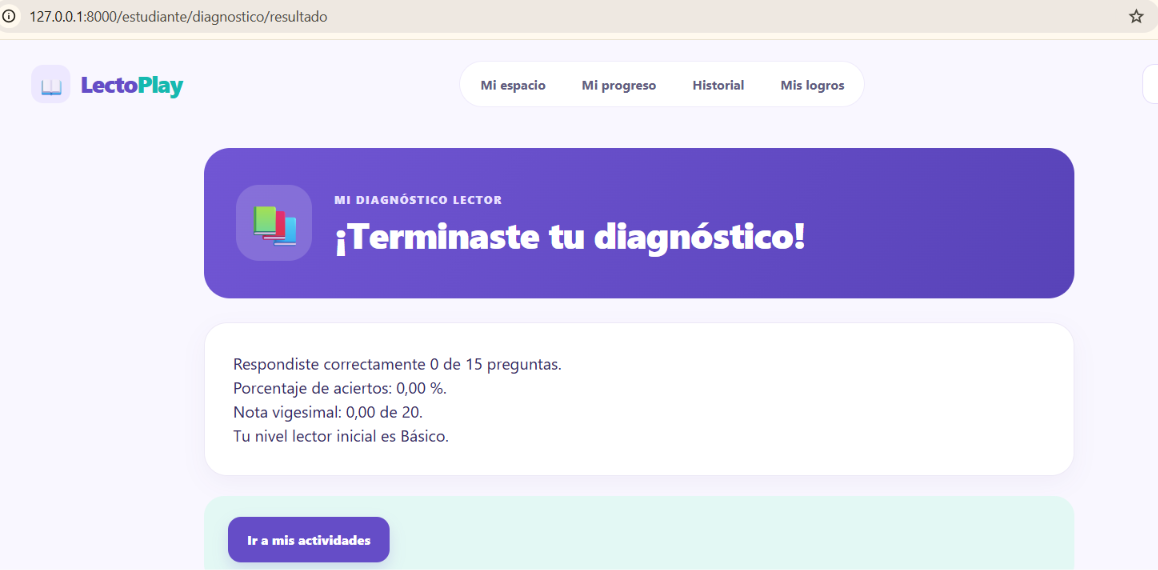 127.0.0.1:8000/estudiante/diagnostico/resultado
LectoPlay
Mi espacio Mi progreso Historial Mis logros
MI DIAGNÓSTICO LECTOR
¡Terminaste tu diagnóstico!
Respondiste correctamente 0 de 15 preguntas.
Porcentaje de aciertos: 0,00 %.
Nota vigesimal: 0,00 de 20.
Tu nivel lector inicial es Básico.
Ir a mis actividades